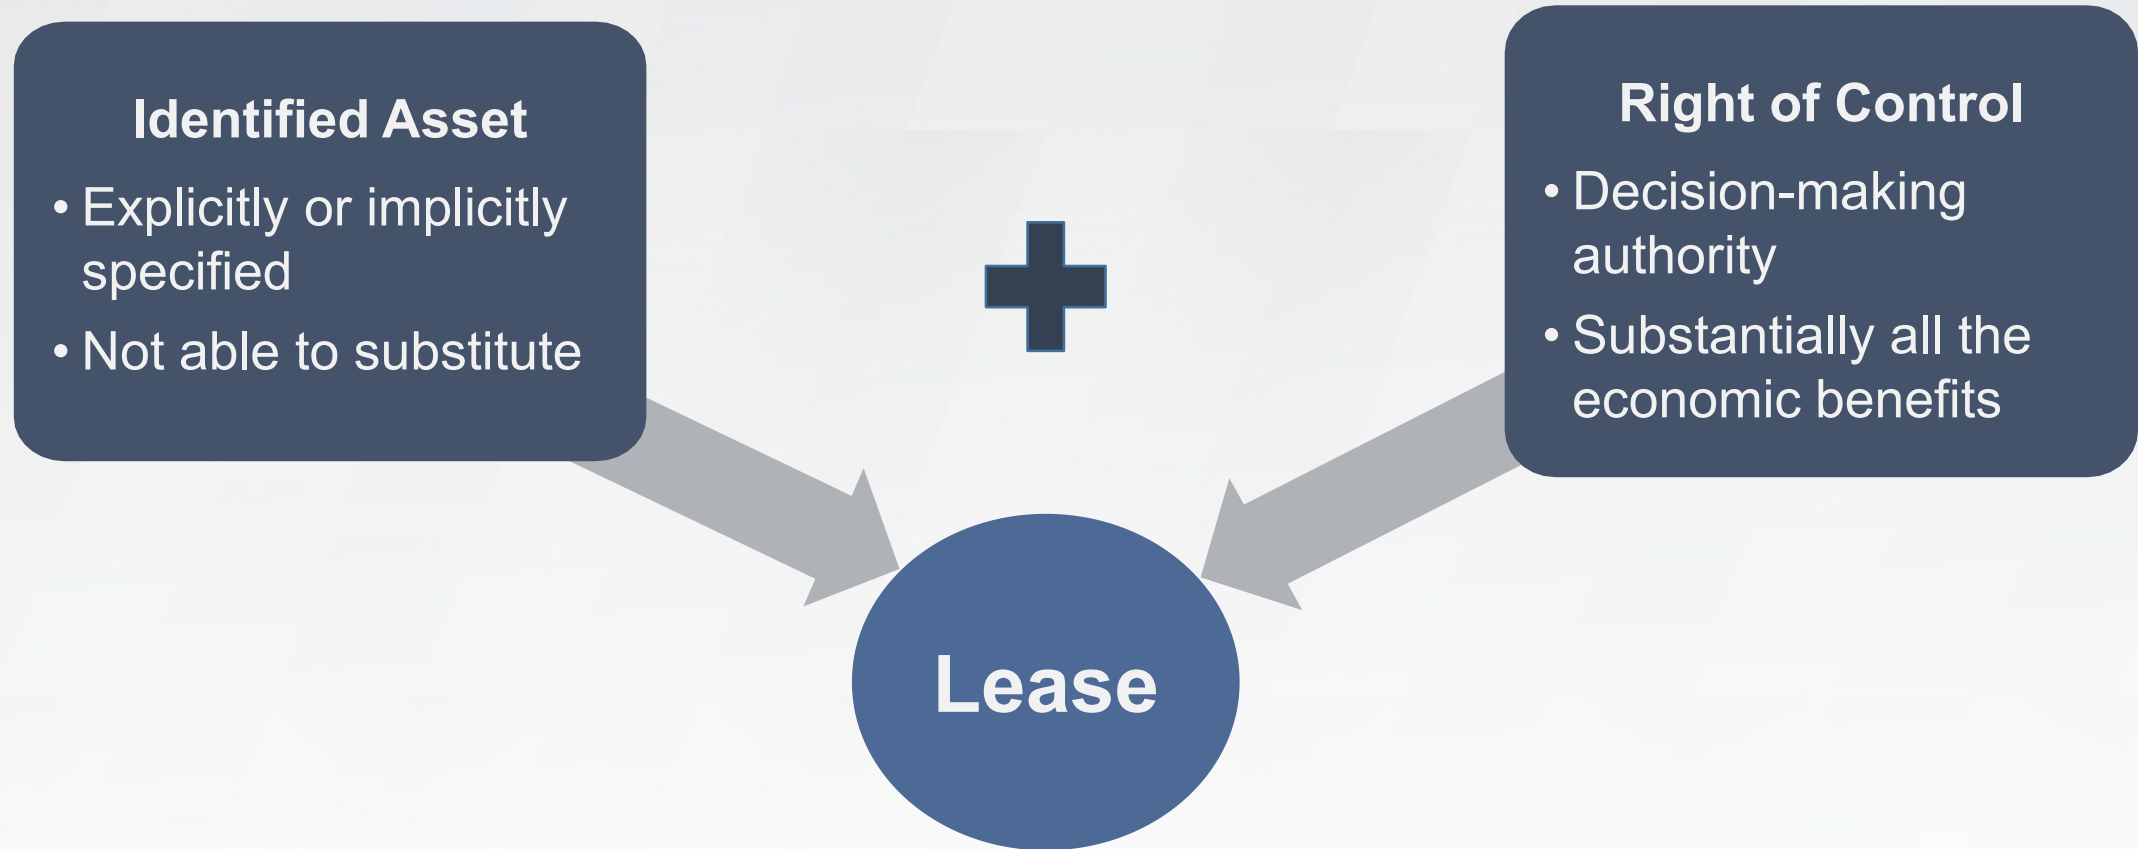 Identified Asset
• Explicitly or implicitly
specified
• Not able to substitute
Right of Control
• Decision-making
authority
• Substantially all the
economic benefits
Lease